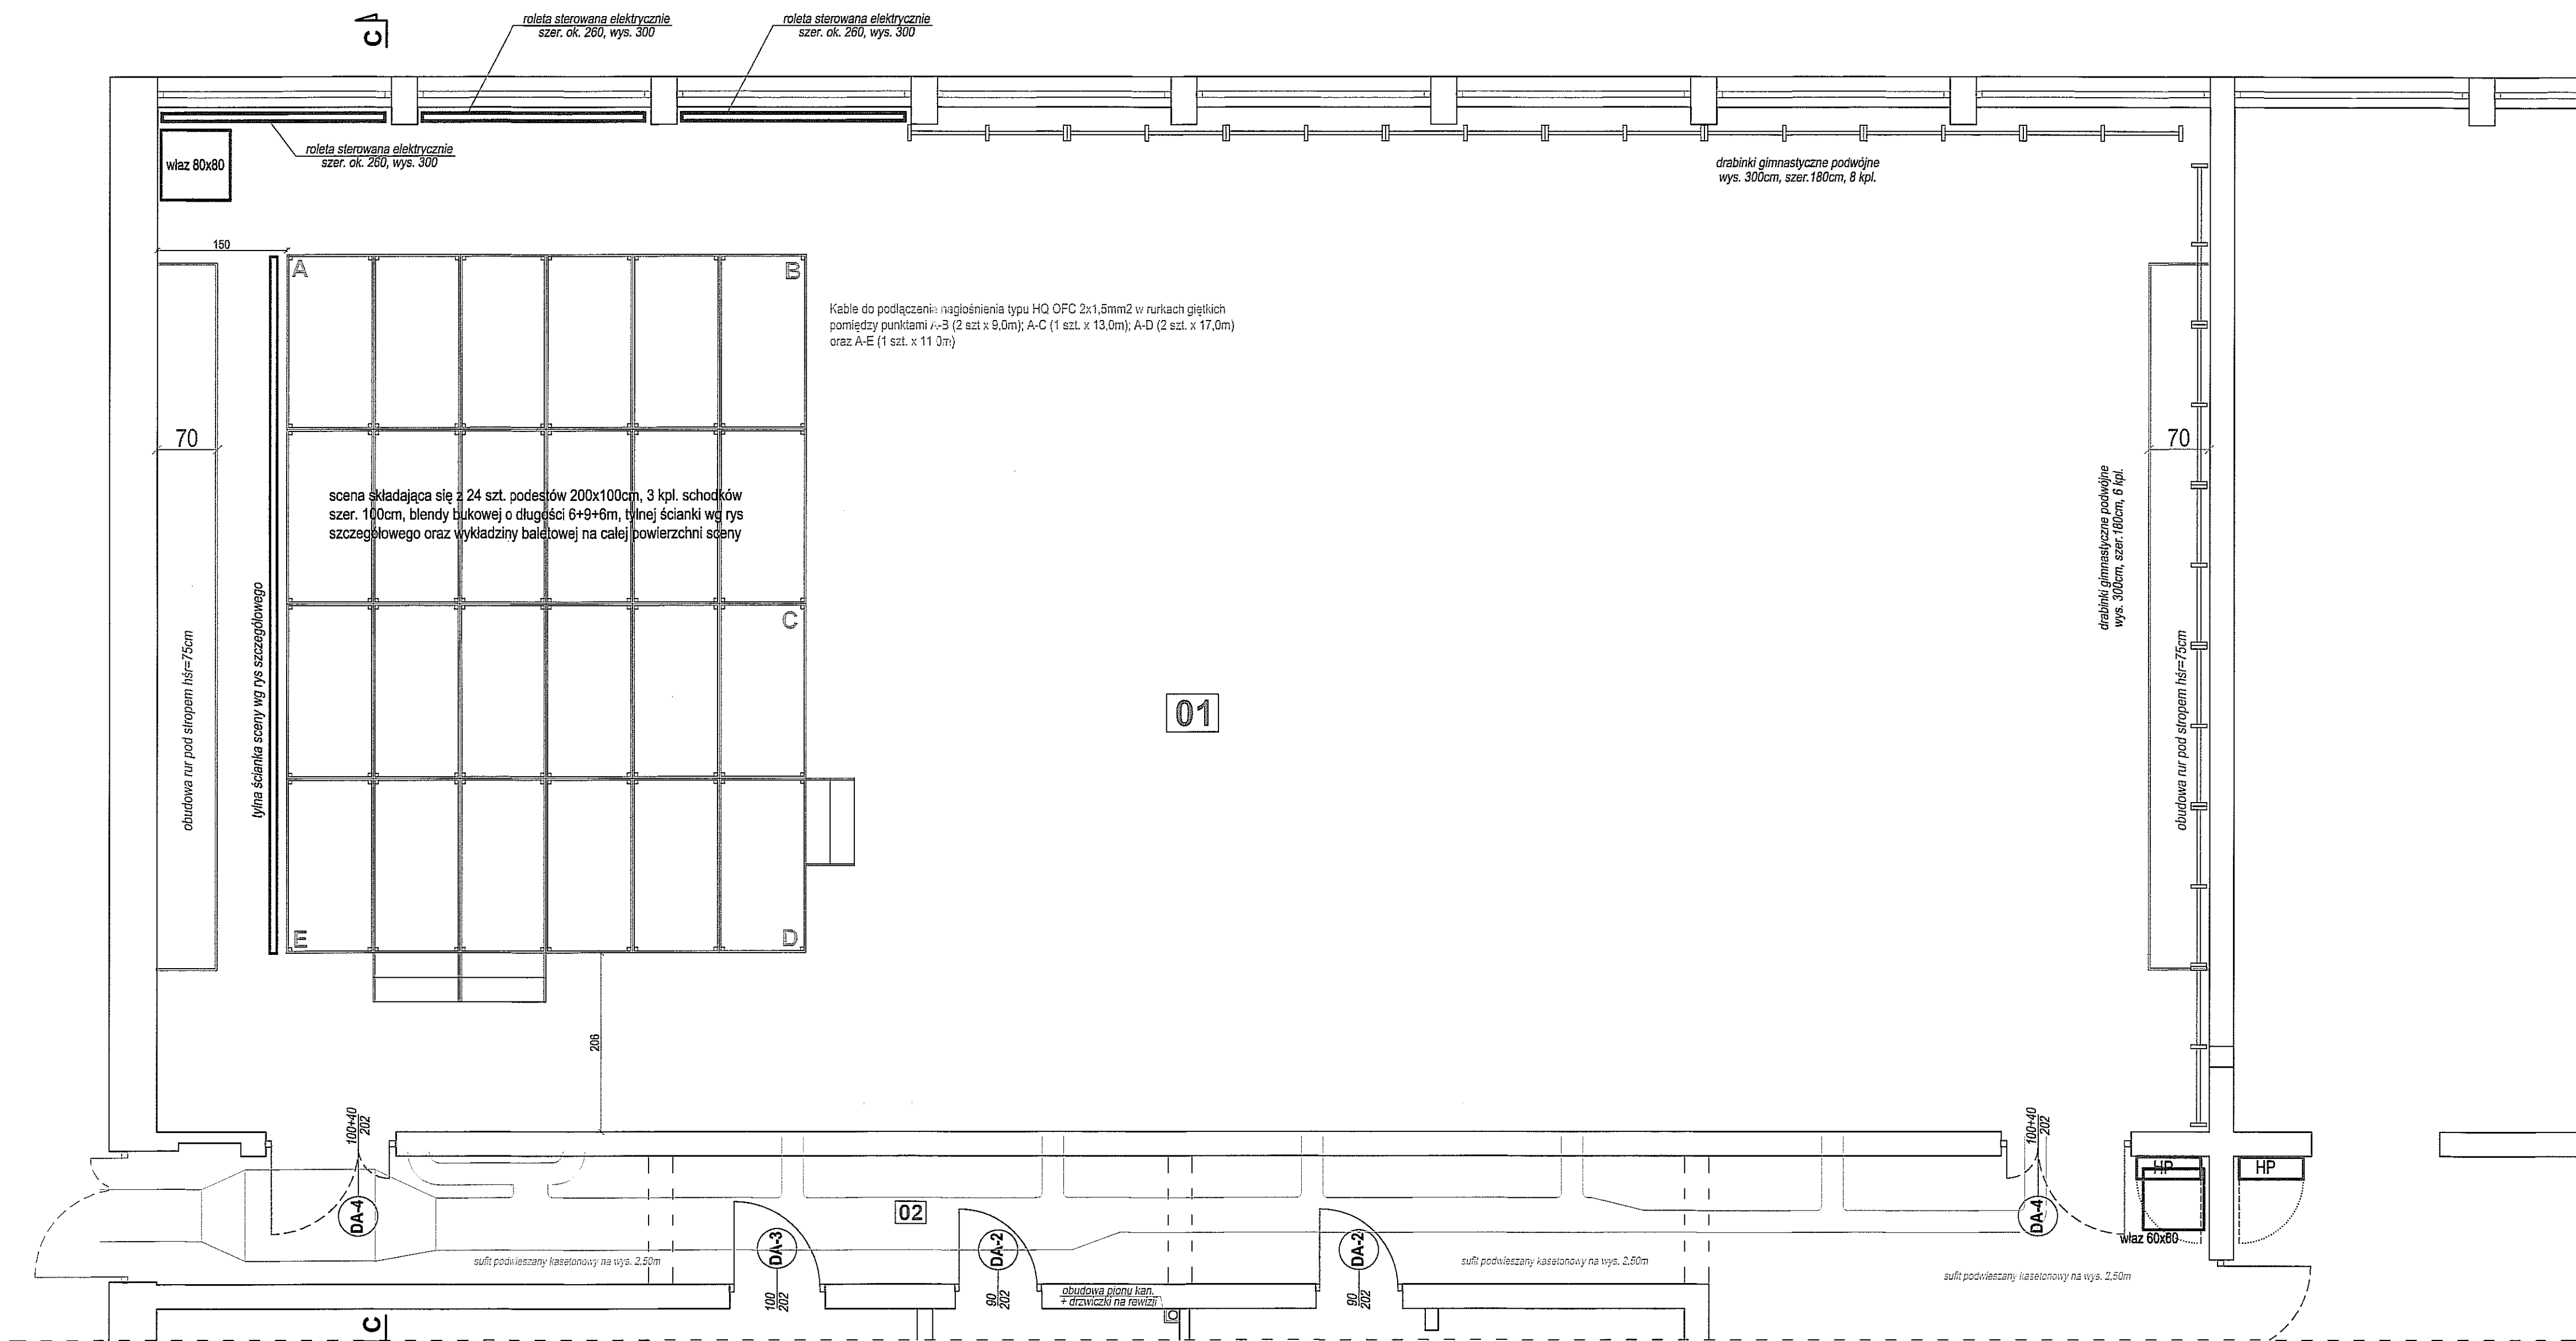 C
roleta sterowana elektrycznie
szer. ok. 260, wys. 300
roleta sterowana elektrycznie
szer. ok. 260, wys. 300
roleta sterowana elektrycznie
szer. ok. 260, wys. 300
właz 80x80
drabinki gimnastyczne podwójne
wys. 300cm, szer.180cm, 8 kpl.
150
A
B
Kable do podłączenia nagłośnienia typu HQ OFC 2x1,5mm2 w rurkach giętkich
pomiędzy punktami A-B (2 szt x 9,0m); A-C (1 szt. x 13,0m); A-D (2 szt. x 17,0m)
oraz A-E (1 szt. x 11,0m)
70
70
scena składająca się z 24 szt. podestów 200x100cm, 3 kpl. schodków
szer. 100cm, blendy bukowej o długości 6+9+6m, tylnej ścianki wg rys
szczegółowego oraz wykładziny baletowej na całej powierzchni sceny
drabinki gimnastyczne podwójne
wys. 300cm, szer.180cm, 6 kpl.
C
obudowa rur pod stropem hśr=75cm
tylna ścianka sceny wg rys szczegółowego
01
obudowa rur pod stropem hśr=75cm
E
D
206
100+40
202
100+40
202
DA-4
02
DA-4
HP
HP
DA-3
DA-2
DA-2
właz 60x60
sufit podwieszany kasetonowy na wys. 2,50m
sufit podwieszany kasetonowy na wys. 2,50m
sufit podwieszany kasetonowy na wys. 2,50m
100
202
90
202
obudowa pionu kan.
+ drzwiczki na rewizji
90
202
C